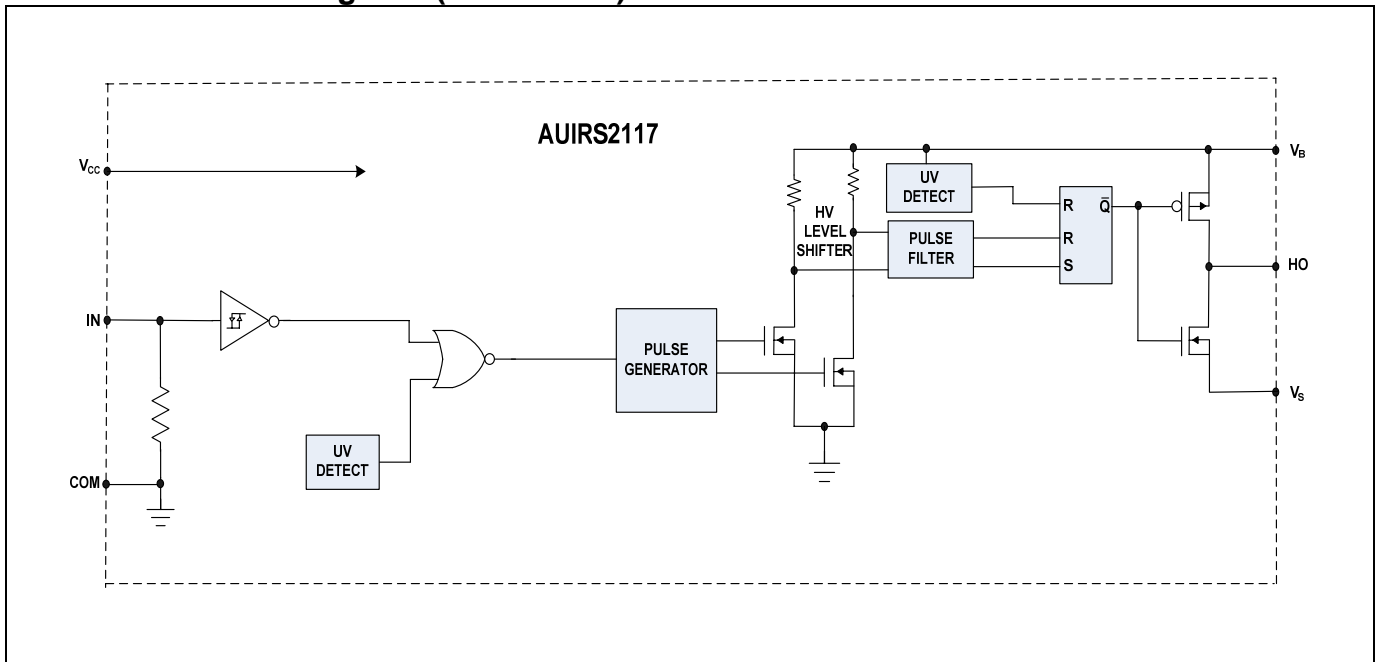 AUIRS2117
VCC
VB
UV
DETECT
R
Q̅
HV
LEVEL
SHIFTER
PULSE
FILTER
R
S
HO
IN
PULSE
GENERATOR
VS
UV
DETECT
COM